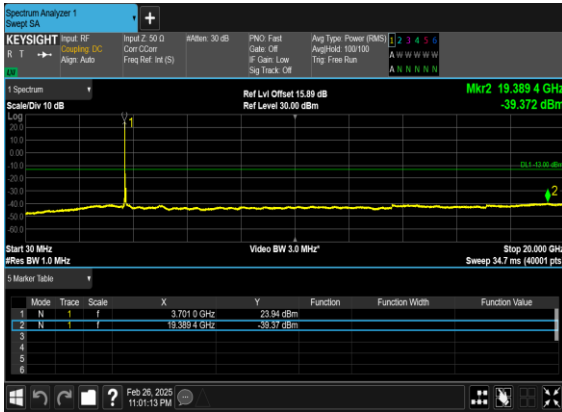 Spectrum Analyzer 1
Swept SA
+
KEYSIGHT Input: RF Input Z: 50 Ω #Atten: 30 dB PNO: Fast Avg Type: Power (RMS) 1 2 3 4 5 6
R T Coupling: DC Corr CCorr Gate: Off Avg|Hold: 100/100 A W W W W W
Align: Auto Freq Ref: Int (S) IF Gain: Low Trig: Free Run
Sig Track: Off A N N N N N
1 Spectrum Ref Lvl Offset 15.89 dB Mkr2 19.389 4 GHz
Scale/Div 10 dB Ref Level 30.00 dBm -39.372 dBm
Log
20.0
10.0
0.00
-10.0
-20.0
-30.0
-40.0
-50.0
-60.0
1
DL1 -13.00 dBm
2
Start 30 MHz Video BW 3.0 MHz* Stop 20.000 GHz
#Res BW 1.0 MHz Sweep 34.7 ms (40001 pts)
5 Marker Table
Mode Trace Scale X Y Function Function Width Function Value
1 N 1 f 3.701 0 GHz 23.94 dBm
2 N 1 f 19.389 4 GHz -39.37 dBm
3
4
5
6
? Feb 26, 2025
11:01:13 PM